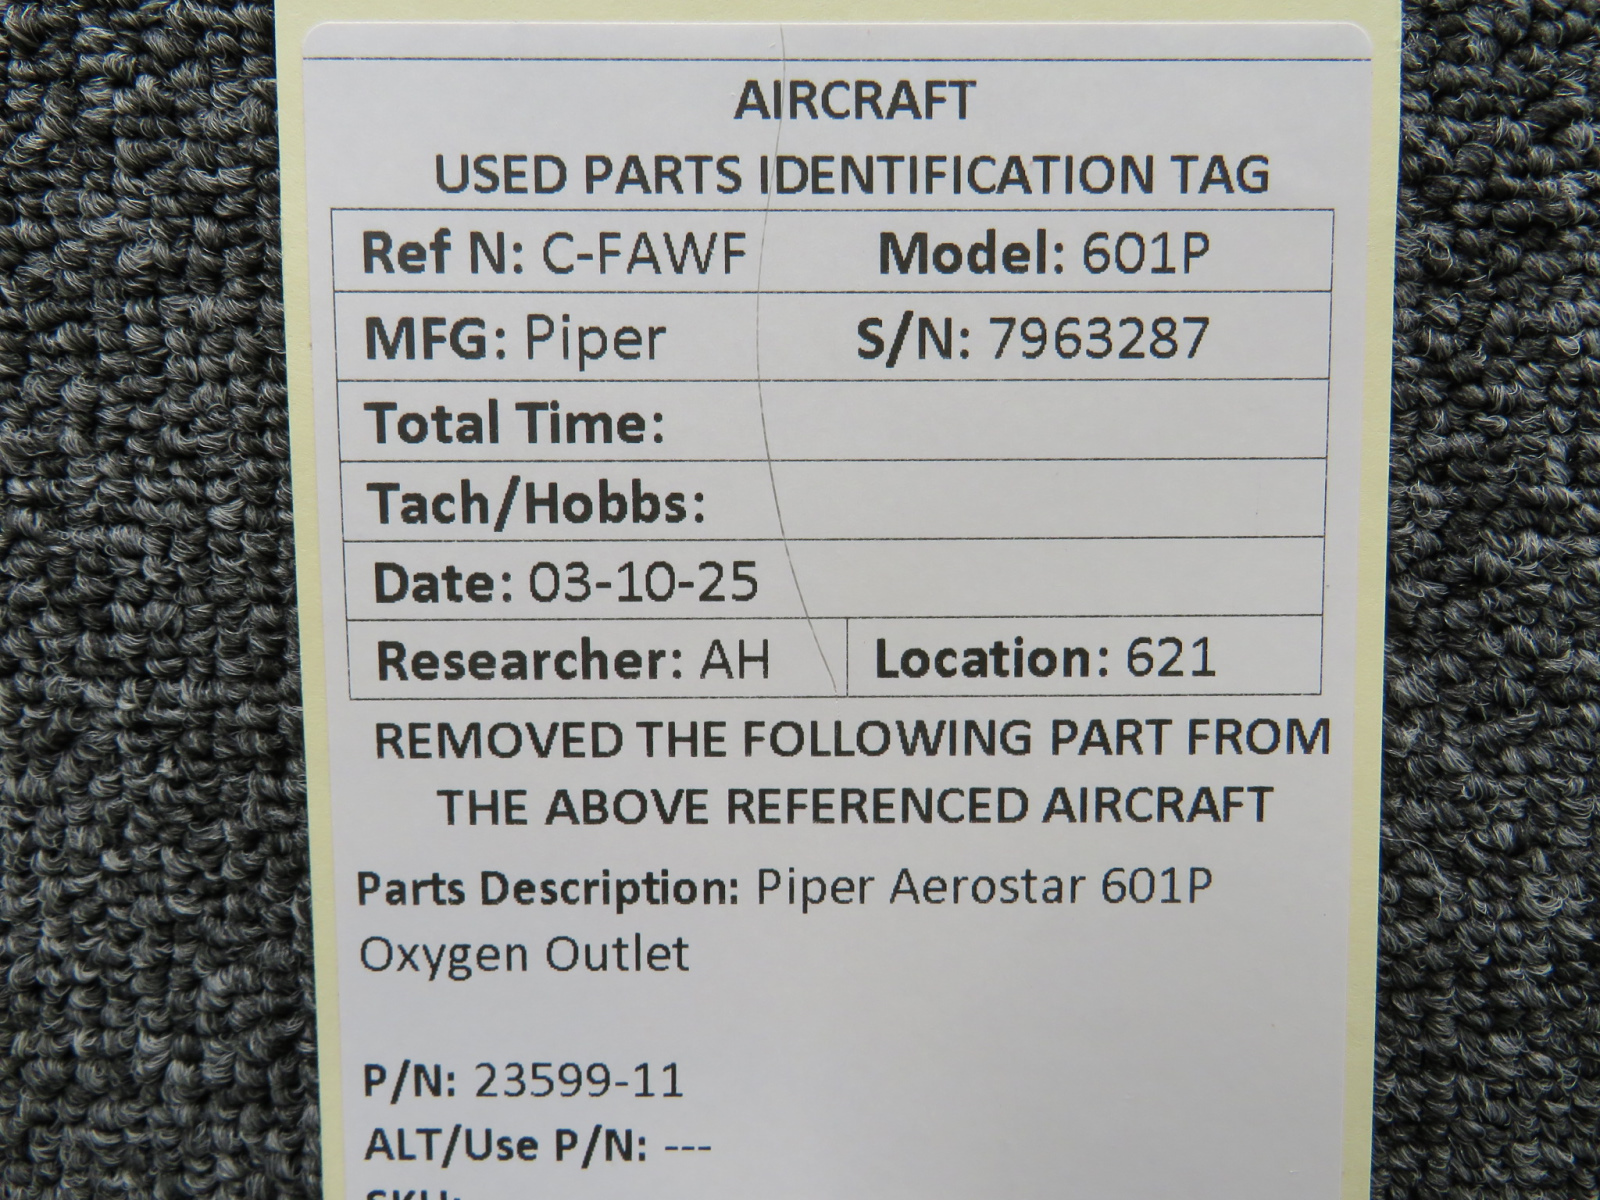 AIRCRAFT
USED PARTS IDENTIFICATION TAG
Ref N: C-FAWF Model: 601P
MFG: Piper S/N: 7963287
Total Time:
Tach/Hobbs:
Date: 03-10-25
Researcher: AH Location: 621
REMOVED THE FOLLOWING PART FROM
THE ABOVE REFERENCED AIRCRAFT
Parts Description: Piper Aerostar 601P
Oxygen Outlet
P/N: 23599-11
ALT/Use P/N: ---
SKU: